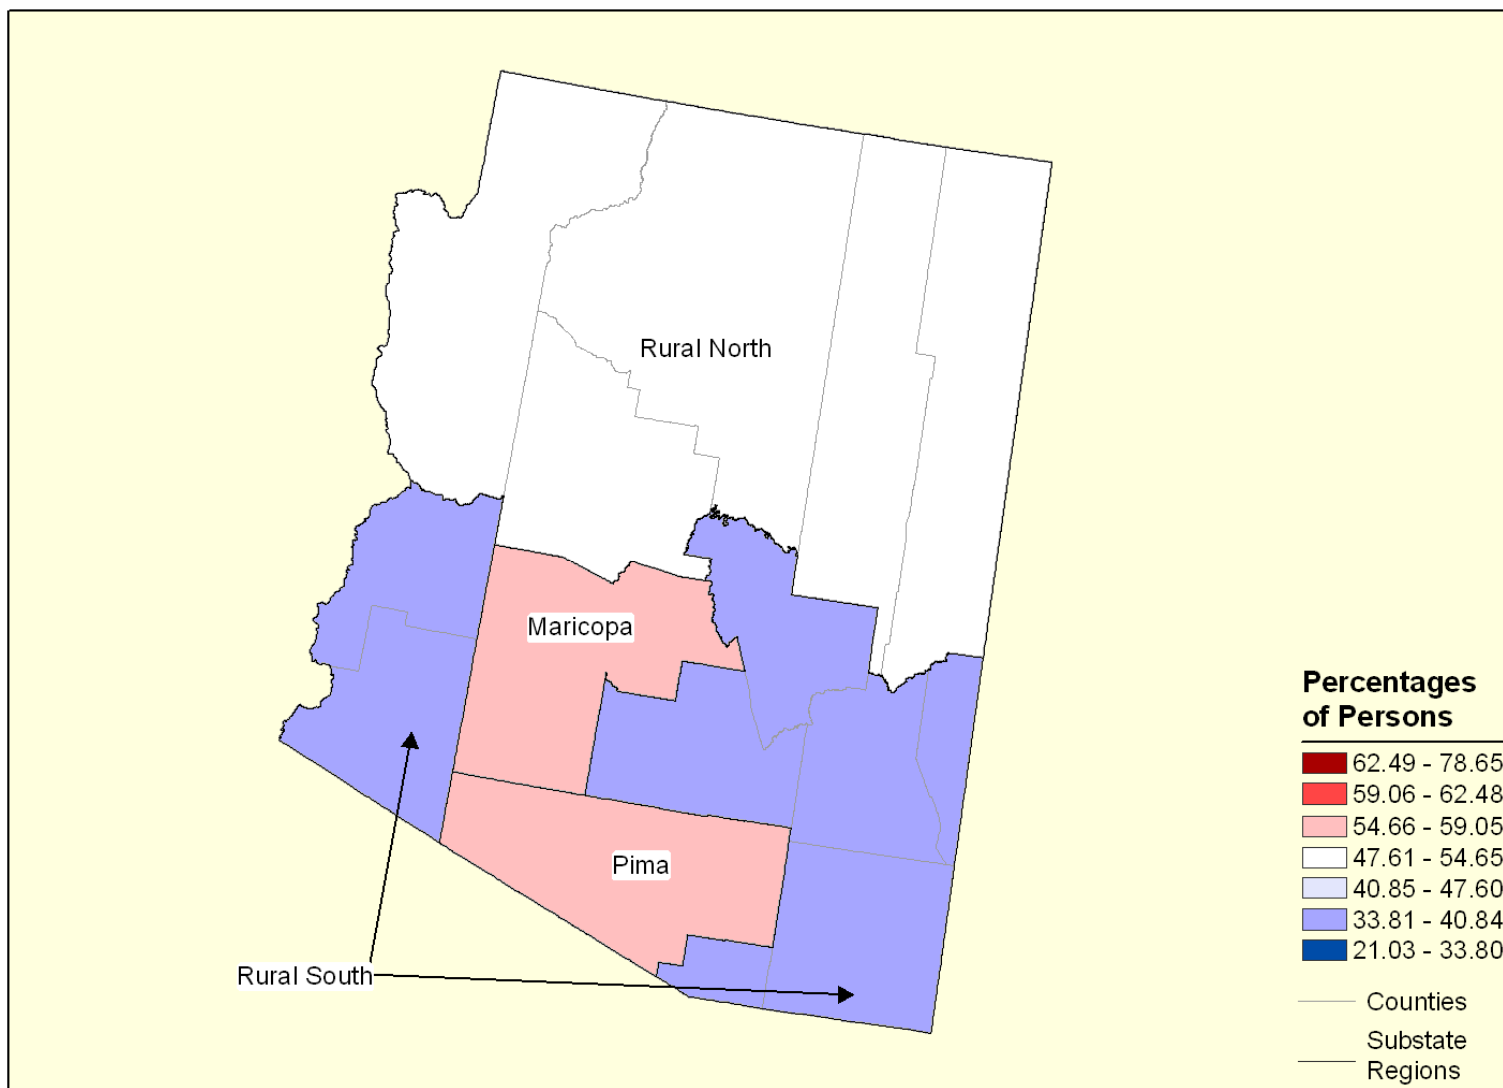 Rural North
Maricopa
Pima
Rural South
Percentages
of Persons
62.49 - 78.65
59.06 - 62.48
54.66 - 59.05
47.61 - 54.65
40.85 - 47.60
33.81 - 40.84
21.03 - 33.80
Counties
Substate
Regions